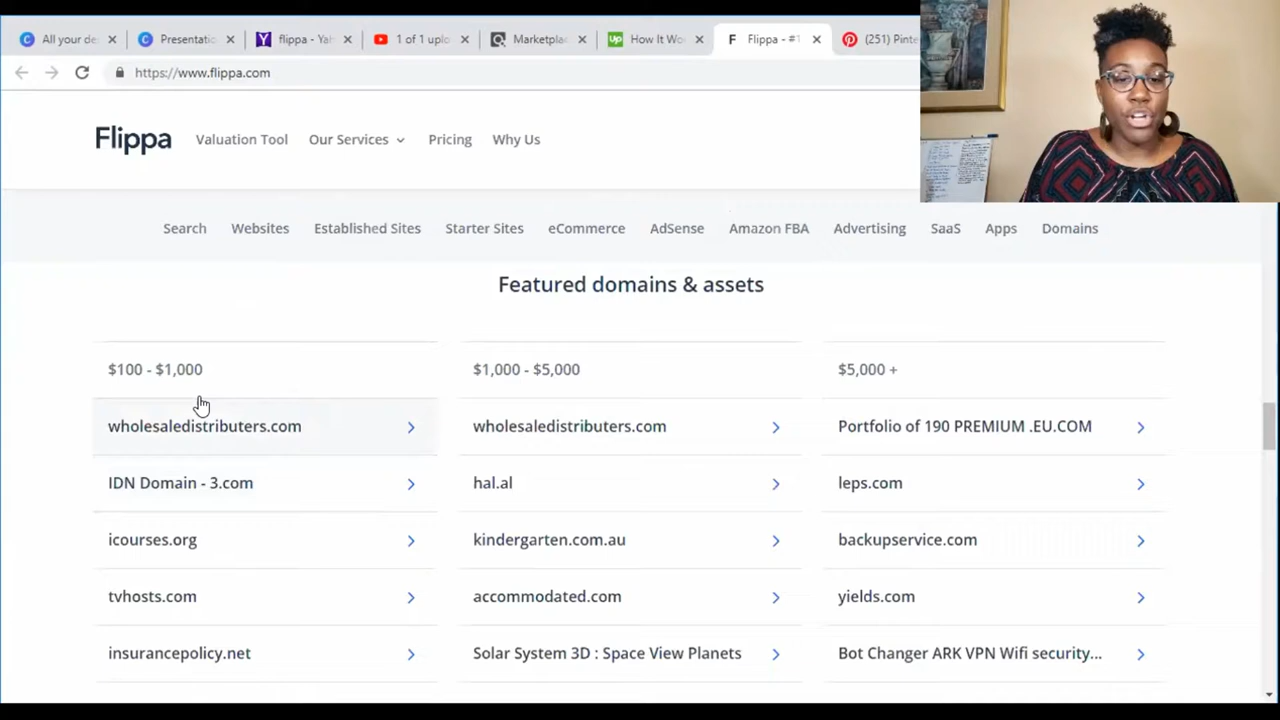 All your de
Presentatio
flippa - Yah
1 of 1 uplo
Marketplac
How It Wo
Flippa - #1
(251) Pinte
https://www.flippa.com
Flippa
Valuation Tool
Our Services
Pricing
Why Us
Search
Websites
Established Sites
Starter Sites
eCommerce
AdSense
Amazon FBA
Advertising
SaaS
Apps
Domains
Featured domains & assets
$100 - $1,000
$1,000 - $5,000
$5,000 +
wholesaledistributers.com
wholesaledistributers.com
Portfolio of 190 PREMIUM .EU.COM
IDN Domain - 3.com
hal.al
leps.com
icourses.org
kindergarten.com.au
backupservice.com
tvhosts.com
accommodated.com
yields.com
insurancepolicy.net
Solar System 3D : Space View Planets
Bot Changer ARK VPN Wifi security...